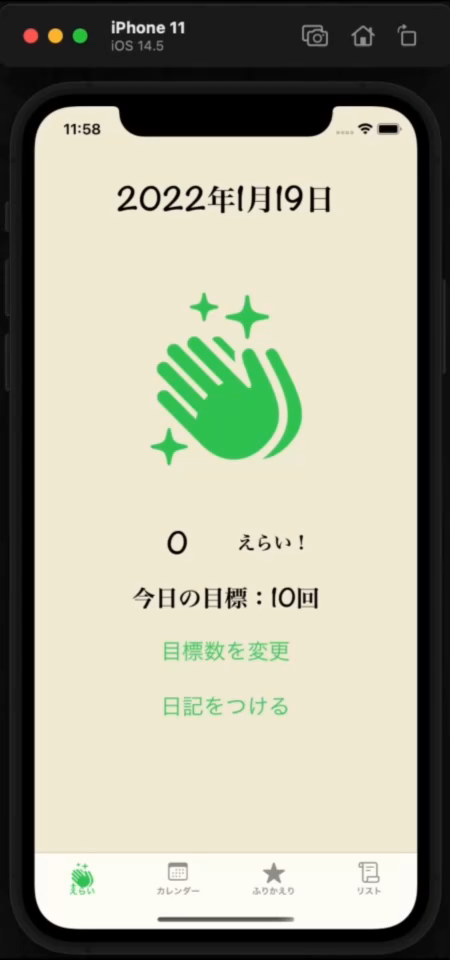 iPhone 11
iOS 14.5
11:58
2022年1月19日
0 えらい！
今日の目標：10回
目標数を変更
日記をつける
えらい カレンダー ふりかえり リスト